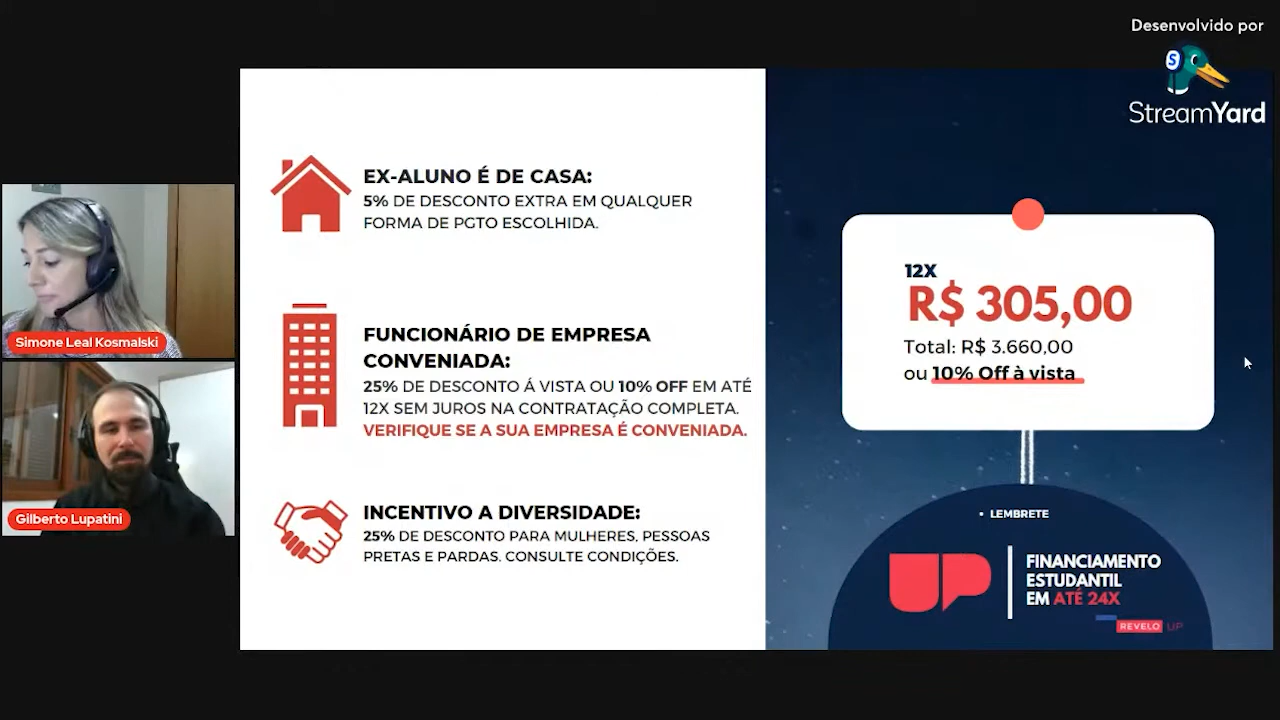 Desenvolvido por
StreamYard
Simone Leal Kosmalski
Gilberto Lupatini
EX-ALUNO É DE CASA:
5% DE DESCONTO EXTRA EM QUALQUER
FORMA DE PGTO ESCOLHIDA.
FUNCIONÁRIO DE EMPRESA
CONVENIADA:
25% DE DESCONTO Á VISTA OU 10% OFF EM ATÉ
12X SEM JUROS NA CONTRATAÇÃO COMPLETA.
VERIFIQUE SE A SUA EMPRESA É CONVENIADA.
INCENTIVO A DIVERSIDADE:
25% DE DESCONTO PARA MULHERES, PESSOAS
PRETAS E PARDAS. CONSULTE CONDIÇÕES.
12X
R$ 305,00
Total: R$ 3.660,00
ou 10% Off à vista
• LEMBRETE
UP
FINANCIAMENTO
ESTUDANTIL
EM ATÉ 24X
REVELO UP